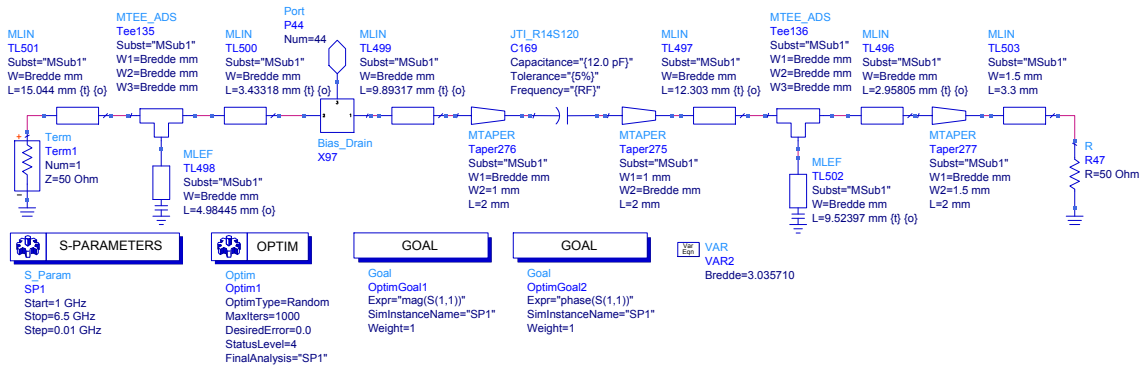 MLIN
TL501
Subst="MSub1"
W=Bredde mm
L=15.044 mm {t} {o}
MTEE_ADS
Tee135
Subst="MSub1"
W1=Bredde mm
W2=Bredde mm
W3=Bredde mm
MLIN
TL500
Subst="MSub1"
W=Bredde mm
L=3.43318 mm {t} {o}
Port
P44
Num=44
MLIN
TL499
Subst="MSub1"
W=Bredde mm
L=9.89317 mm {t} {o}
JTI_R14S120
C169
Capacitance="{12.0 pF}"
Tolerance="{5%}"
Frequency="{RF}"
MLIN
TL497
Subst="MSub1"
W=Bredde mm
L=12.303 mm {t} {o}
MTEE_ADS
Tee136
Subst="MSub1"
W1=Bredde mm
W2=Bredde mm
W3=Bredde mm
MLIN
TL496
Subst="MSub1"
W=Bredde mm
L=2.95805 mm {t} {o}
MLIN
TL503
Subst="MSub1"
W=1.5 mm
L=3.3 mm
3
2
1
Term
Term1
Num=1
Z=50 Ohm
MLEF
TL498
Subst="MSub1"
W=Bredde mm
L=4.98445 mm {o}
Bias_Drain
X97
MTAPER
Taper276
Subst="MSub1"
W1=Bredde mm
W2=1 mm
L=2 mm
MTAPER
Taper275
Subst="MSub1"
W1=1 mm
W2=Bredde mm
L=2 mm
MLEF
TL502
Subst="MSub1"
W=Bredde mm
L=9.52397 mm {t} {o}
MTAPER
Taper277
Subst="MSub1"
W1=Bredde mm
W2=1.5 mm
L=2 mm
R
R47
R=50 Ohm
S-PARAMETERS
S_Param
SP1
Start=1 GHz
Stop=6.5 GHz
Step=0.01 GHz
OPTIM
Optim
Optim1
OptimType=Random
MaxIters=1000
DesiredError=0.0
StatusLevel=4
FinalAnalysis="SP1"
GOAL
Goal
OptimGoal1
Expr="mag(S(1,1))"
SimInstanceName="SP1"
Weight=1
GOAL
Goal
OptimGoal2
Expr="phase(S(1,1))"
SimInstanceName="SP1"
Weight=1
Var
Eqn
VAR
VAR2
Bredde=3.035710